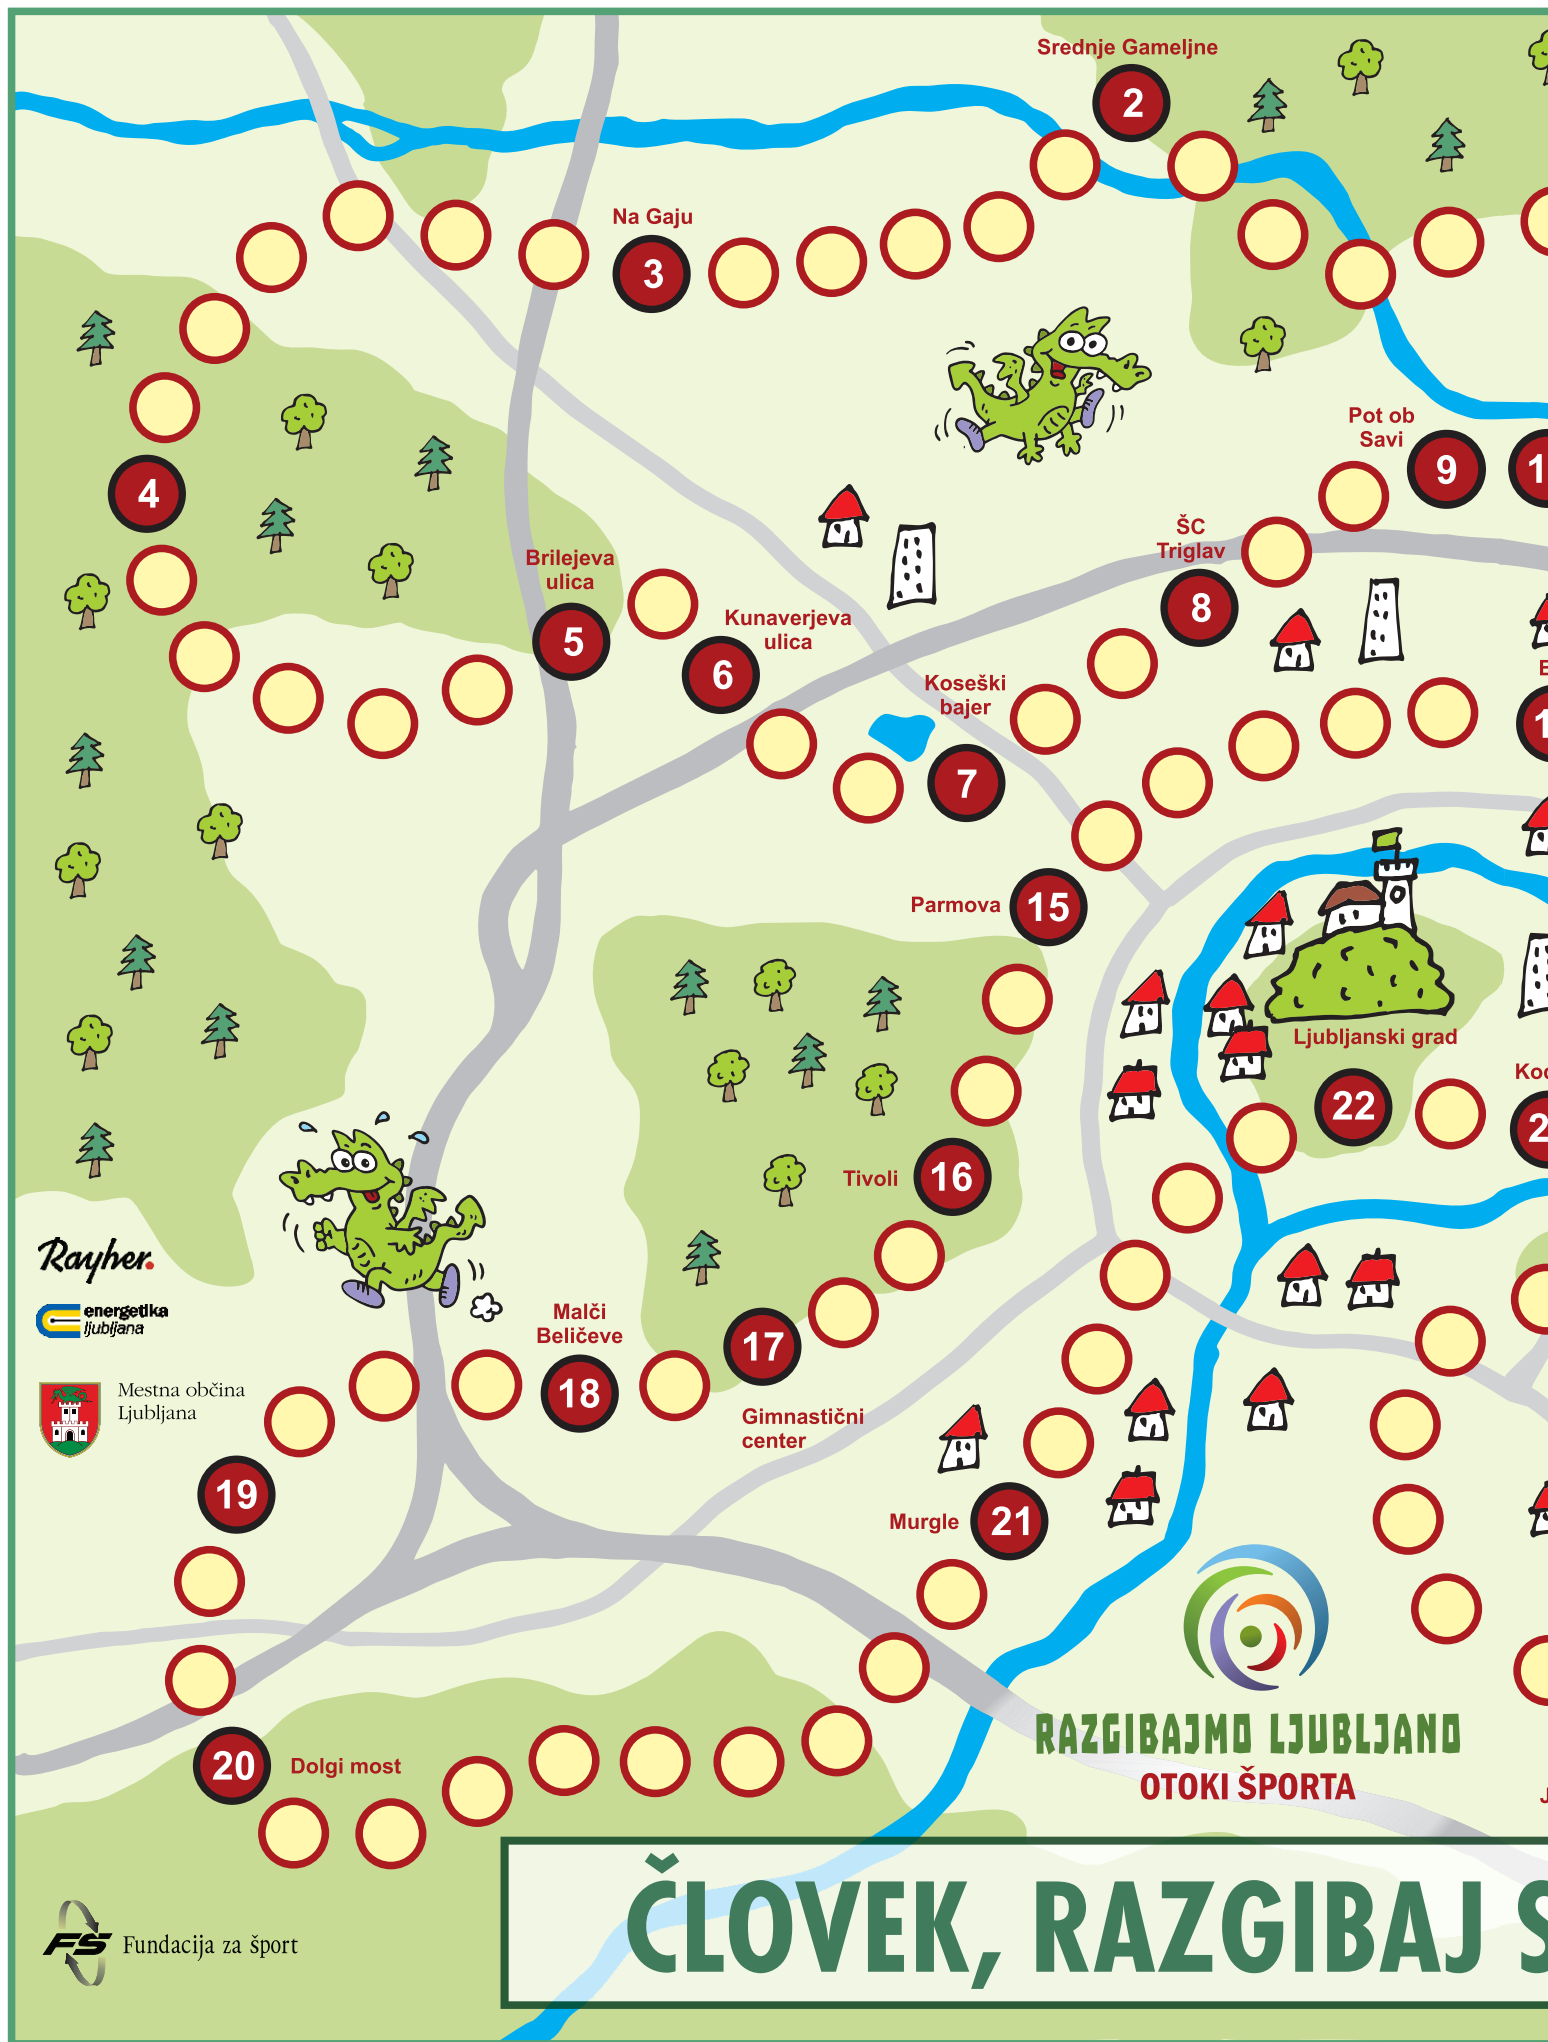 Srednje Gameljne
2
Na Gaju
3
4
Pot ob
Savi
9
ŠC
Triglav
8
Brilejeva
ulica
5
Kunaverjeva
ulica
6
Koseški
bajer
7
Parmova
15
Ljubljanski grad
22
Tivoli
16
Rayher.
energetika
ljubljana
Malči
Beličeve
18
17
Gimnastični
center
Mestna občina
Ljubljana
19
Murgle
21
20
Dolgi most
RAZGIBAJMO LJUBLJANO
OTOKI ŠPORTA
ČLOVEK, RAZGIBAJ S
FŠ
Fundacija za šport